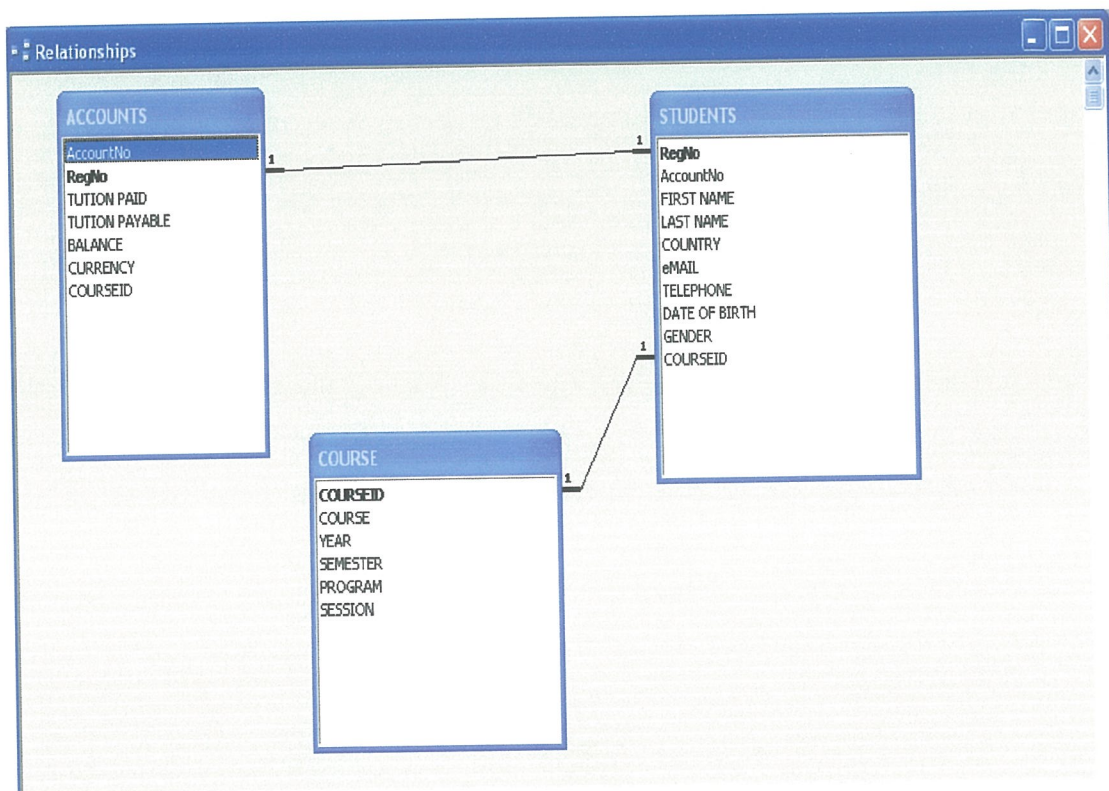 Relationships
ACCOUNTS
AccountNo
RegNo
TUTION PAID
TUTION PAYABLE
BALANCE
CURRENCY
COURSEID
1
1
STUDENTS
RegNo
AccountNo
FIRST NAME
LAST NAME
COUNTRY
eMAIL
TELEPHONE
DATE OF BIRTH
GENDER
COURSEID
1
1
COURSE
COURSEID
COURSE
YEAR
SEMESTER
PROGRAM
SESSION